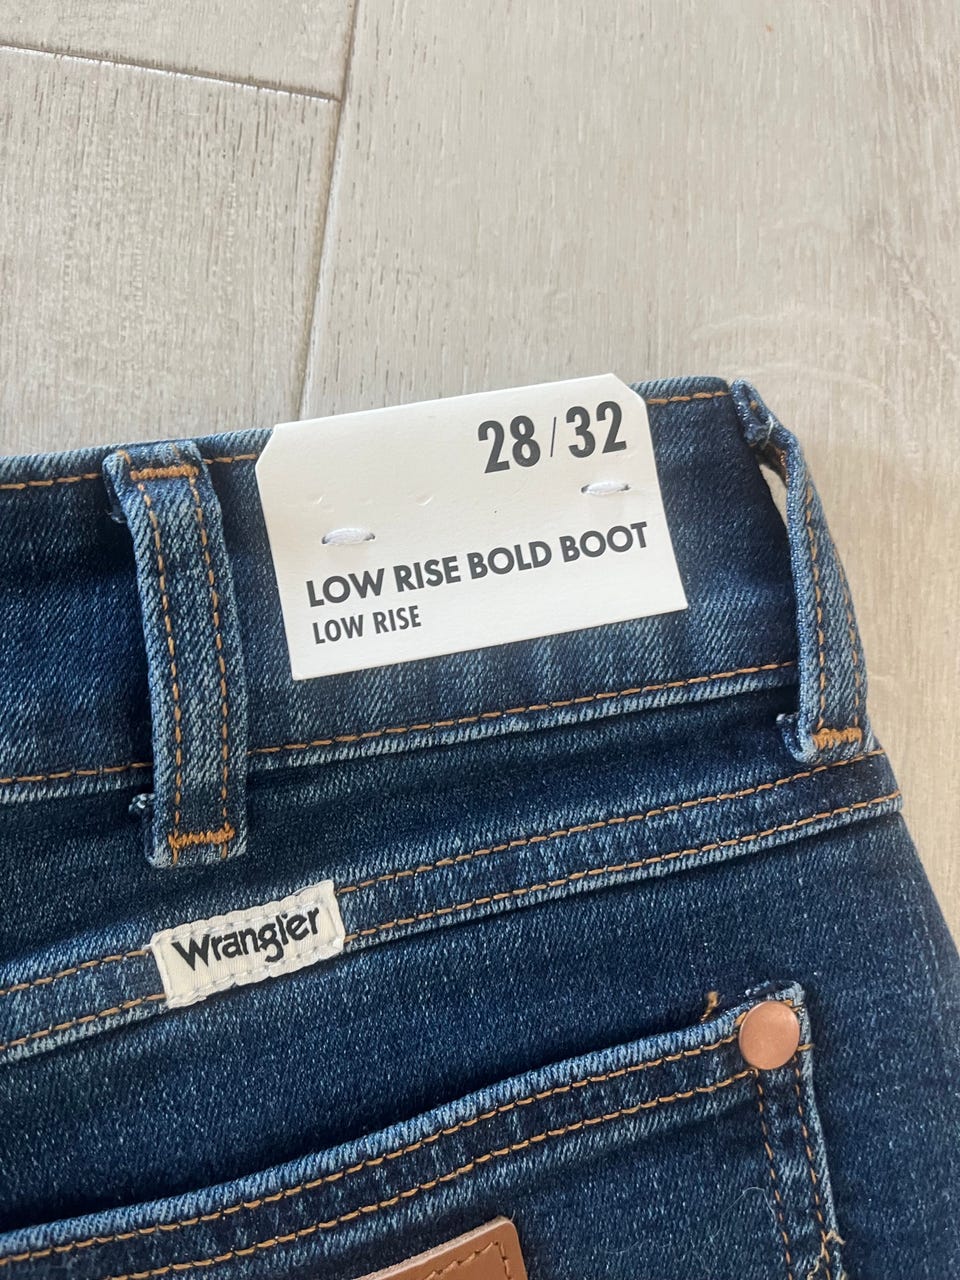 28/32
LOW RISE BOLD BOOT
LOW RISE
Wrangler